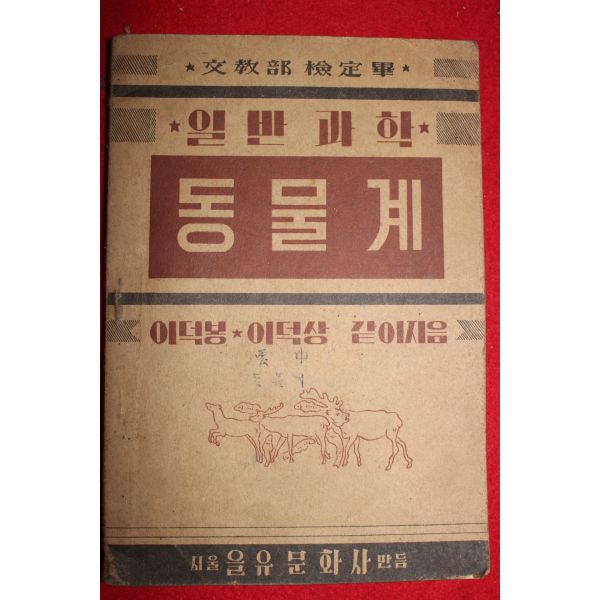 ★ 文敎部 檢定畢 ★
★ 일반과학 ★
동물계
이덕봉 ★ 이덕상 같이지음
서울 을유문화사 만듬